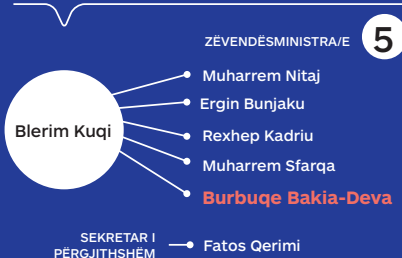 ZËVENDËSMINISTRA/E 5
Muharrem Nitaj
Ergin Bunjaku
Blerim Kuqi
Rexhep Kadriu
Muharrem Sfarqa
Burbuqe Bakia-Deva
SEKRETAR I
PËRGJITHSHËM
Fatos Qerimi